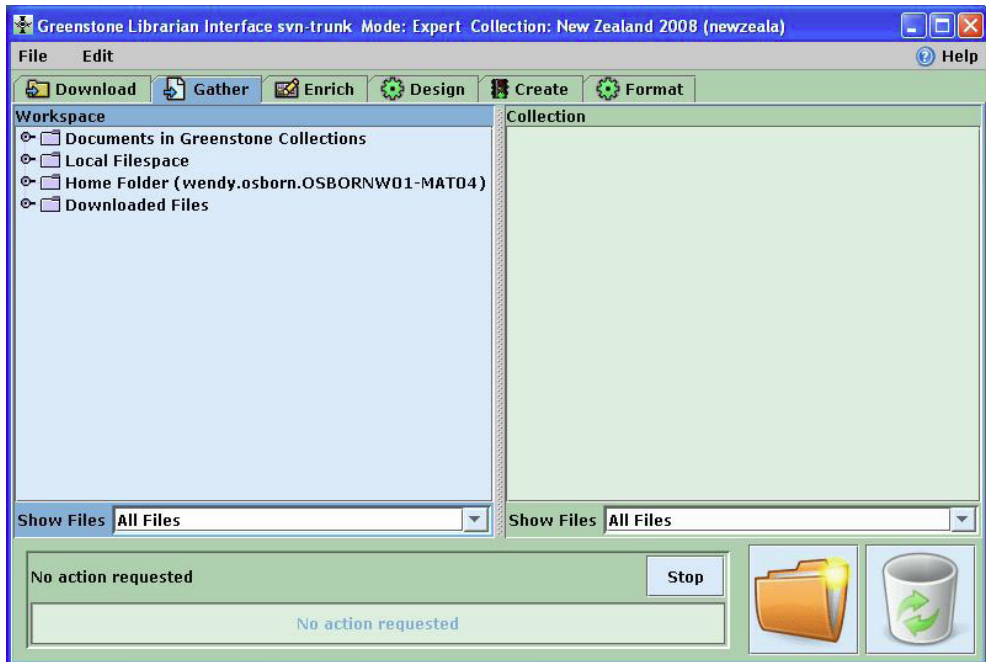 Greenstone Librarian Interface svn-trunk Mode: Expert Collection: New Zealand 2008 (newzeala)
File Edit Help
Download Gather Enrich Design Create Format
Workspace
Documents in Greenstone Collections
Local Filespace
Home Folder (wendy.osborn.OSBORNW01-MAT04)
Downloaded Files
Show Files All Files
Collection
Show Files All Files
No action requested
Stop
No action requested